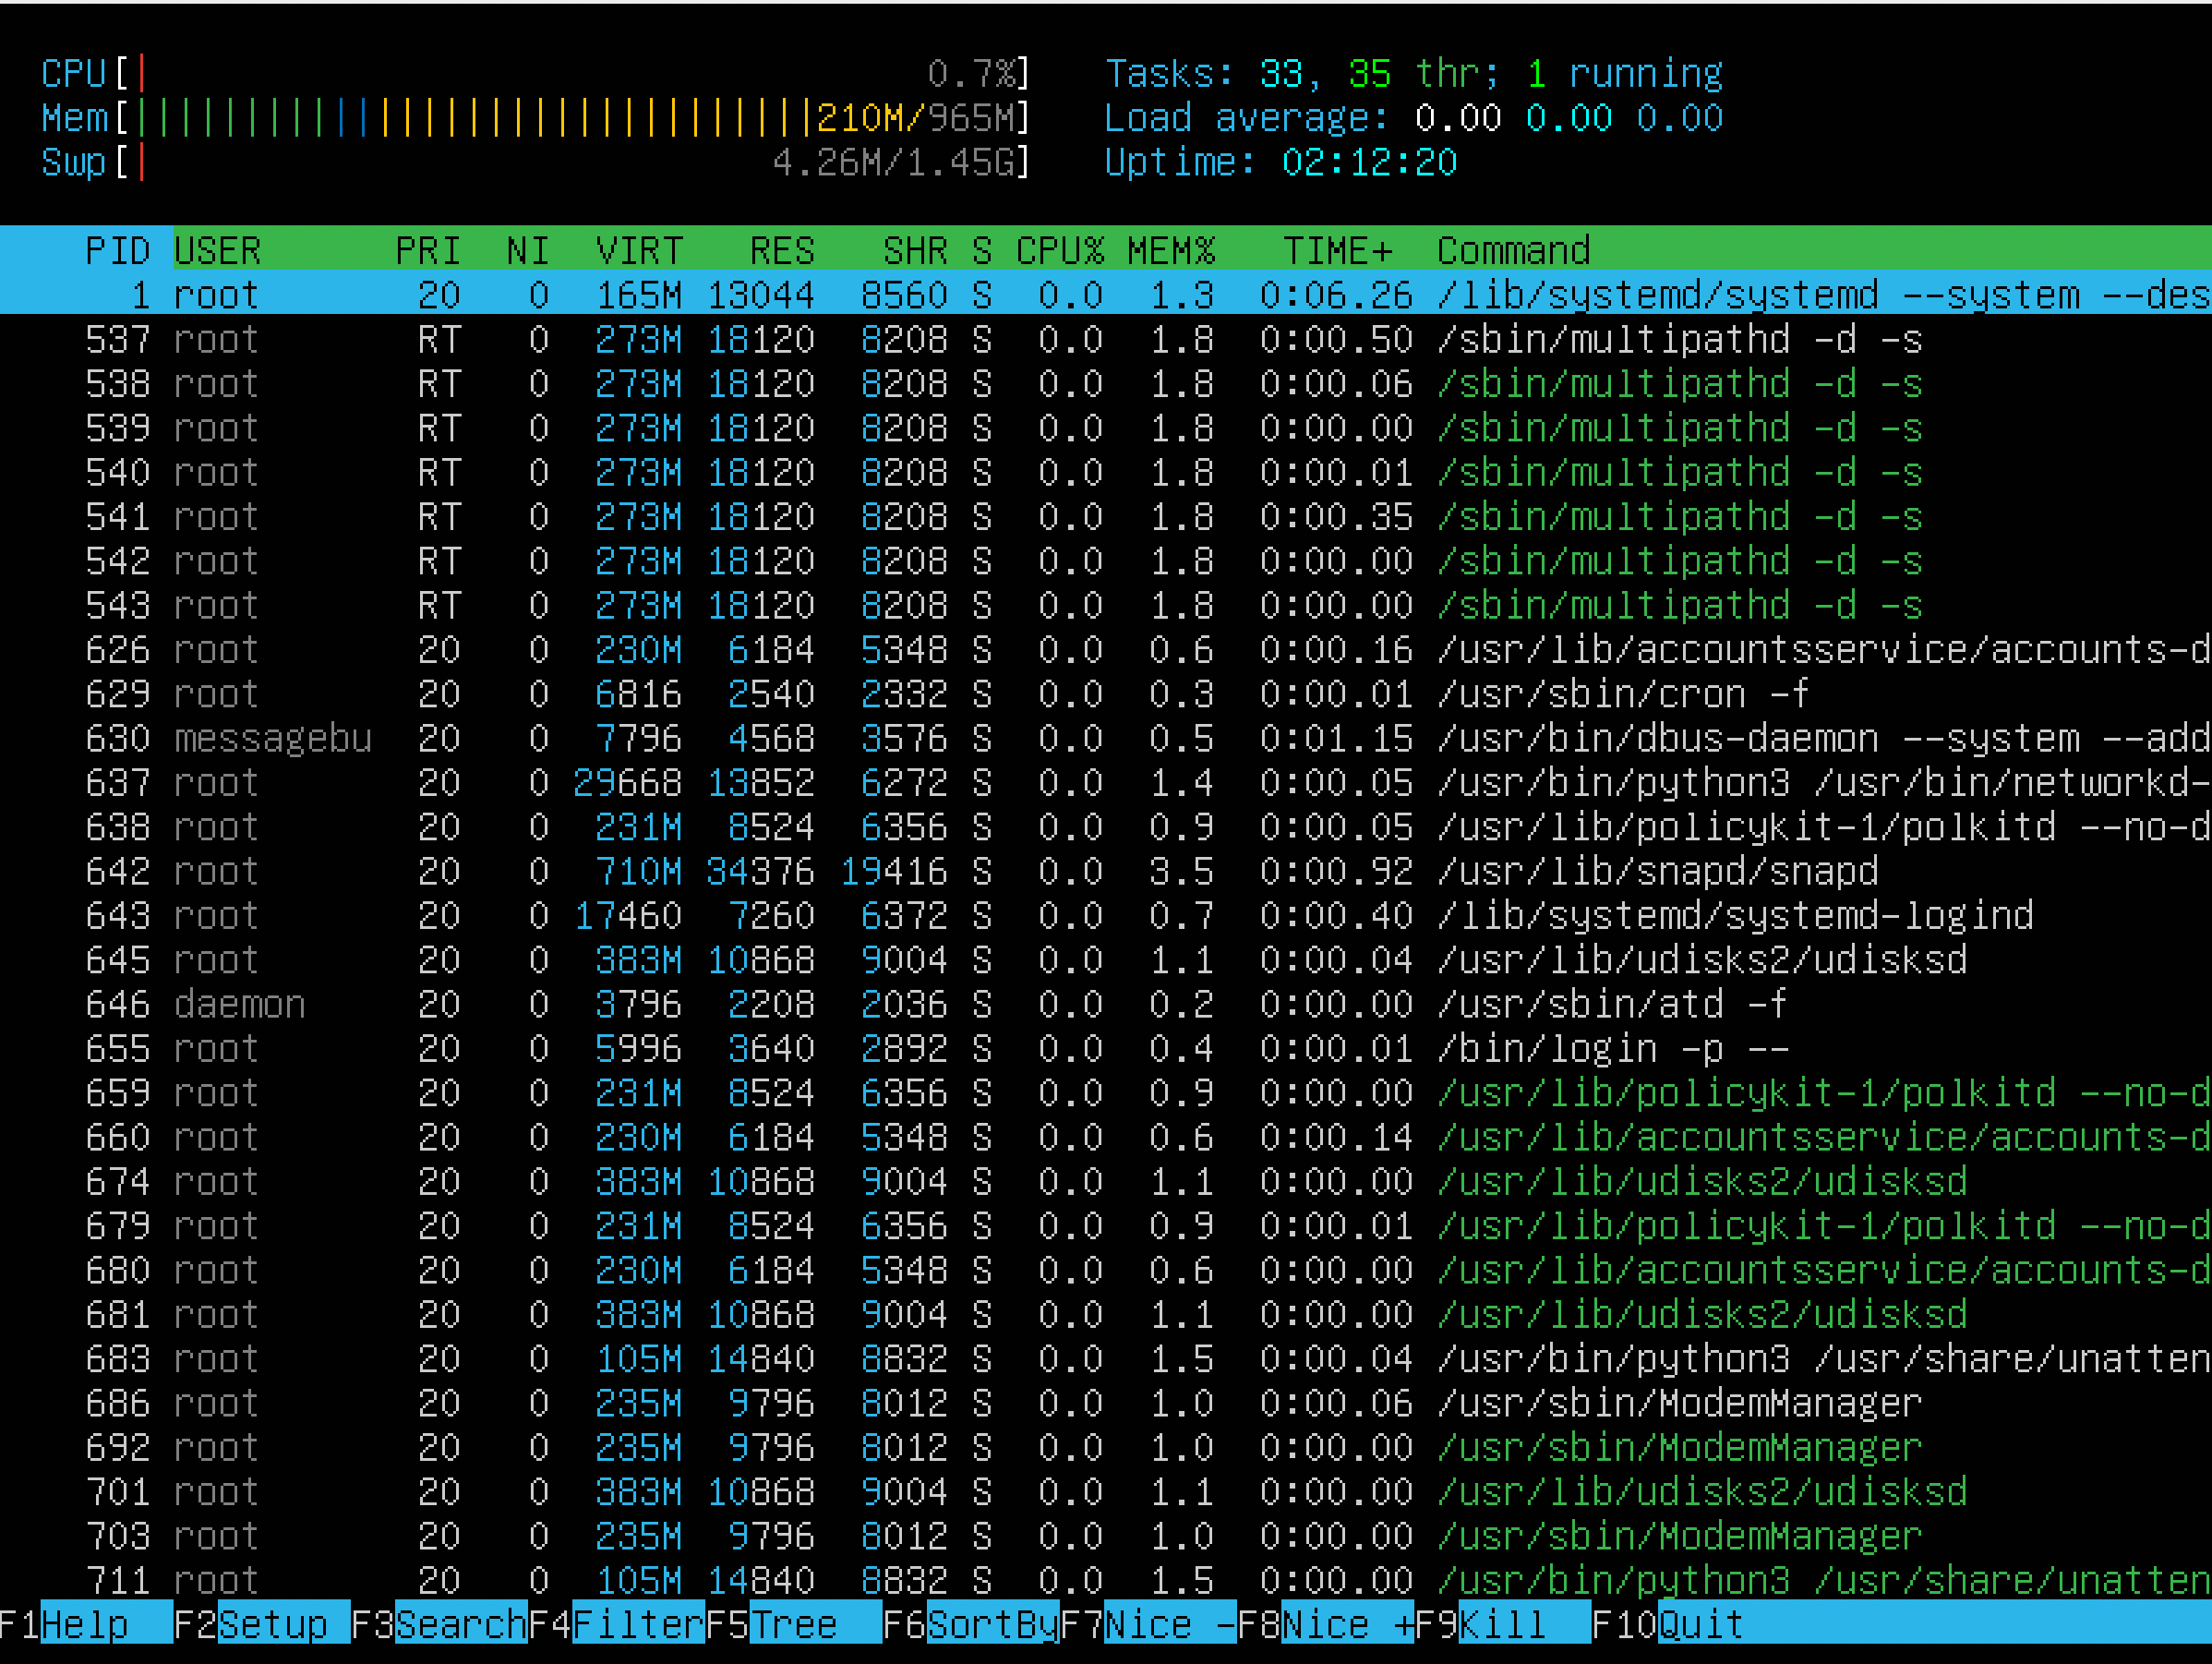 CPU[| 0.7%] Tasks: 33, 35 thr; 1 running
Mem[|||||||||||||||||||||||||||||||210M/965M] Load average: 0.00 0.00 0.00
Swp[| 4.26M/1.45G] Uptime: 02:12:20
PID USER PRI NI VIRT RES SHR S CPU% MEM% TIME+ Command
1 root 20 0 165M 13044 8560 S 0.0 1.3 0:06.26 /lib/systemd/systemd --system --des
537 root RT 0 273M 18120 8208 S 0.0 1.8 0:00.50 /sbin/multipathd -d -s
538 root RT 0 273M 18120 8208 S 0.0 1.8 0:00.06 /sbin/multipathd -d -s
539 root RT 0 273M 18120 8208 S 0.0 1.8 0:00.00 /sbin/multipathd -d -s
540 root RT 0 273M 18120 8208 S 0.0 1.8 0:00.01 /sbin/multipathd -d -s
541 root RT 0 273M 18120 8208 S 0.0 1.8 0:00.35 /sbin/multipathd -d -s
542 root RT 0 273M 18120 8208 S 0.0 1.8 0:00.00 /sbin/multipathd -d -s
543 root RT 0 273M 18120 8208 S 0.0 1.8 0:00.00 /sbin/multipathd -d -s
626 root 20 0 230M 6184 5348 S 0.0 0.6 0:00.16 /usr/lib/accountsservice/accounts-d
629 root 20 0 6816 2540 2332 S 0.0 0.3 0:00.01 /usr/sbin/cron -f
630 messagebu 20 0 7796 4568 3576 S 0.0 0.5 0:01.15 /usr/bin/dbus-daemon --system --add
637 root 20 0 29668 13852 6272 S 0.0 1.4 0:00.05 /usr/bin/python3 /usr/bin/networkd-
638 root 20 0 231M 8524 6356 S 0.0 0.9 0:00.05 /usr/lib/policykit-1/polkitd --no-d
642 root 20 0 710M 34376 19416 S 0.0 3.5 0:00.92 /usr/lib/snapd/snapd
643 root 20 0 17460 7260 6372 S 0.0 0.7 0:00.40 /lib/systemd/systemd-logind
645 root 20 0 383M 10868 9004 S 0.0 1.1 0:00.04 /usr/lib/udisks2/udisksd
646 daemon 20 0 3796 2208 2036 S 0.0 0.2 0:00.00 /usr/sbin/atd -f
655 root 20 0 5996 3640 2892 S 0.0 0.4 0:00.01 /bin/login -p --
659 root 20 0 231M 8524 6356 S 0.0 0.9 0:00.00 /usr/lib/policykit-1/polkitd --no-d
660 root 20 0 230M 6184 5348 S 0.0 0.6 0:00.14 /usr/lib/accountsservice/accounts-d
674 root 20 0 383M 10868 9004 S 0.0 1.1 0:00.00 /usr/lib/udisks2/udisksd
679 root 20 0 231M 8524 6356 S 0.0 0.9 0:00.01 /usr/lib/policykit-1/polkitd --no-d
680 root 20 0 230M 6184 5348 S 0.0 0.6 0:00.00 /usr/lib/accountsservice/accounts-d
681 root 20 0 383M 10868 9004 S 0.0 1.1 0:00.00 /usr/lib/udisks2/udisksd
683 root 20 0 105M 14840 8832 S 0.0 1.5 0:00.04 /usr/bin/python3 /usr/share/unatten
686 root 20 0 235M 9796 8012 S 0.0 1.0 0:00.06 /usr/sbin/ModemManager
692 root 20 0 235M 9796 8012 S 0.0 1.0 0:00.00 /usr/sbin/ModemManager
701 root 20 0 383M 10868 9004 S 0.0 1.1 0:00.00 /usr/lib/udisks2/udisksd
703 root 20 0 235M 9796 8012 S 0.0 1.0 0:00.00 /usr/sbin/ModemManager
711 root 20 0 105M 14840 8832 S 0.0 1.5 0:00.00 /usr/bin/python3 /usr/share/unatten
F1Help F2Setup F3SearchF4FilterF5Tree F6SortByF7Nice -F8Nice +F9Kill F10Quit